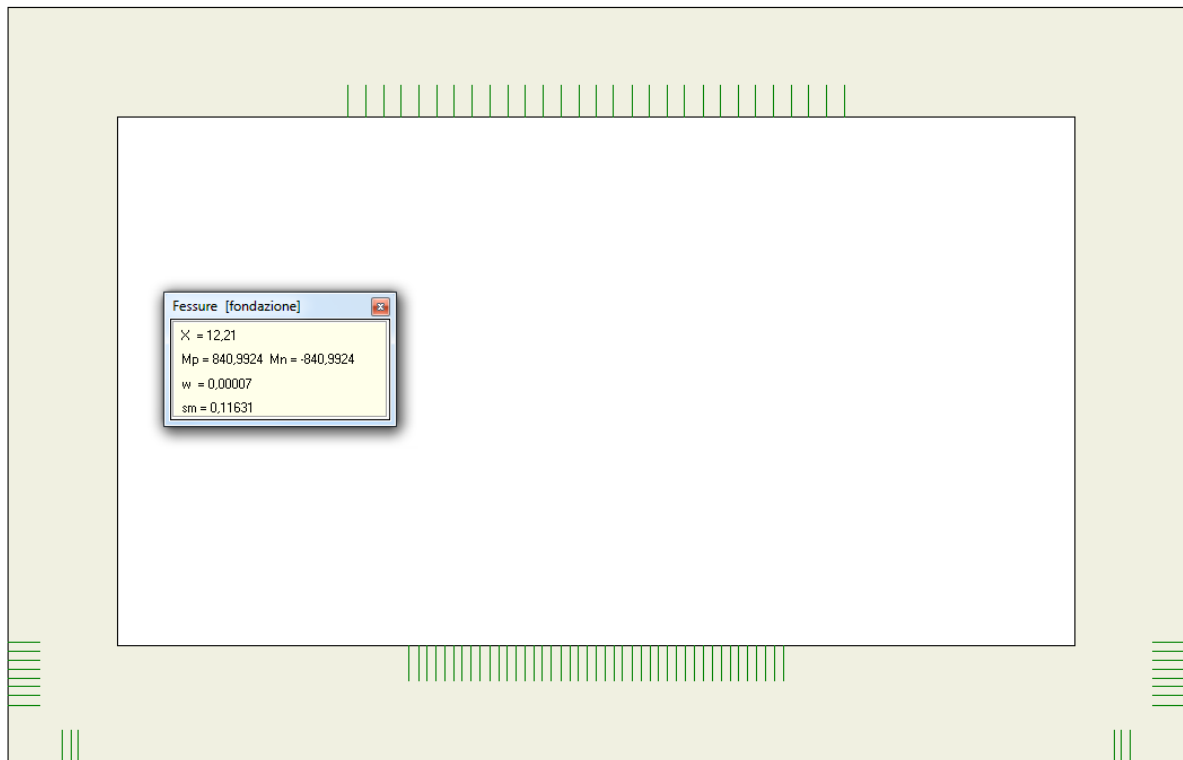 Fessure [fondazione]
X = 12,21
Mp = 840,9924 Mn = -840,9924
w = 0,00007
sm = 0,11631